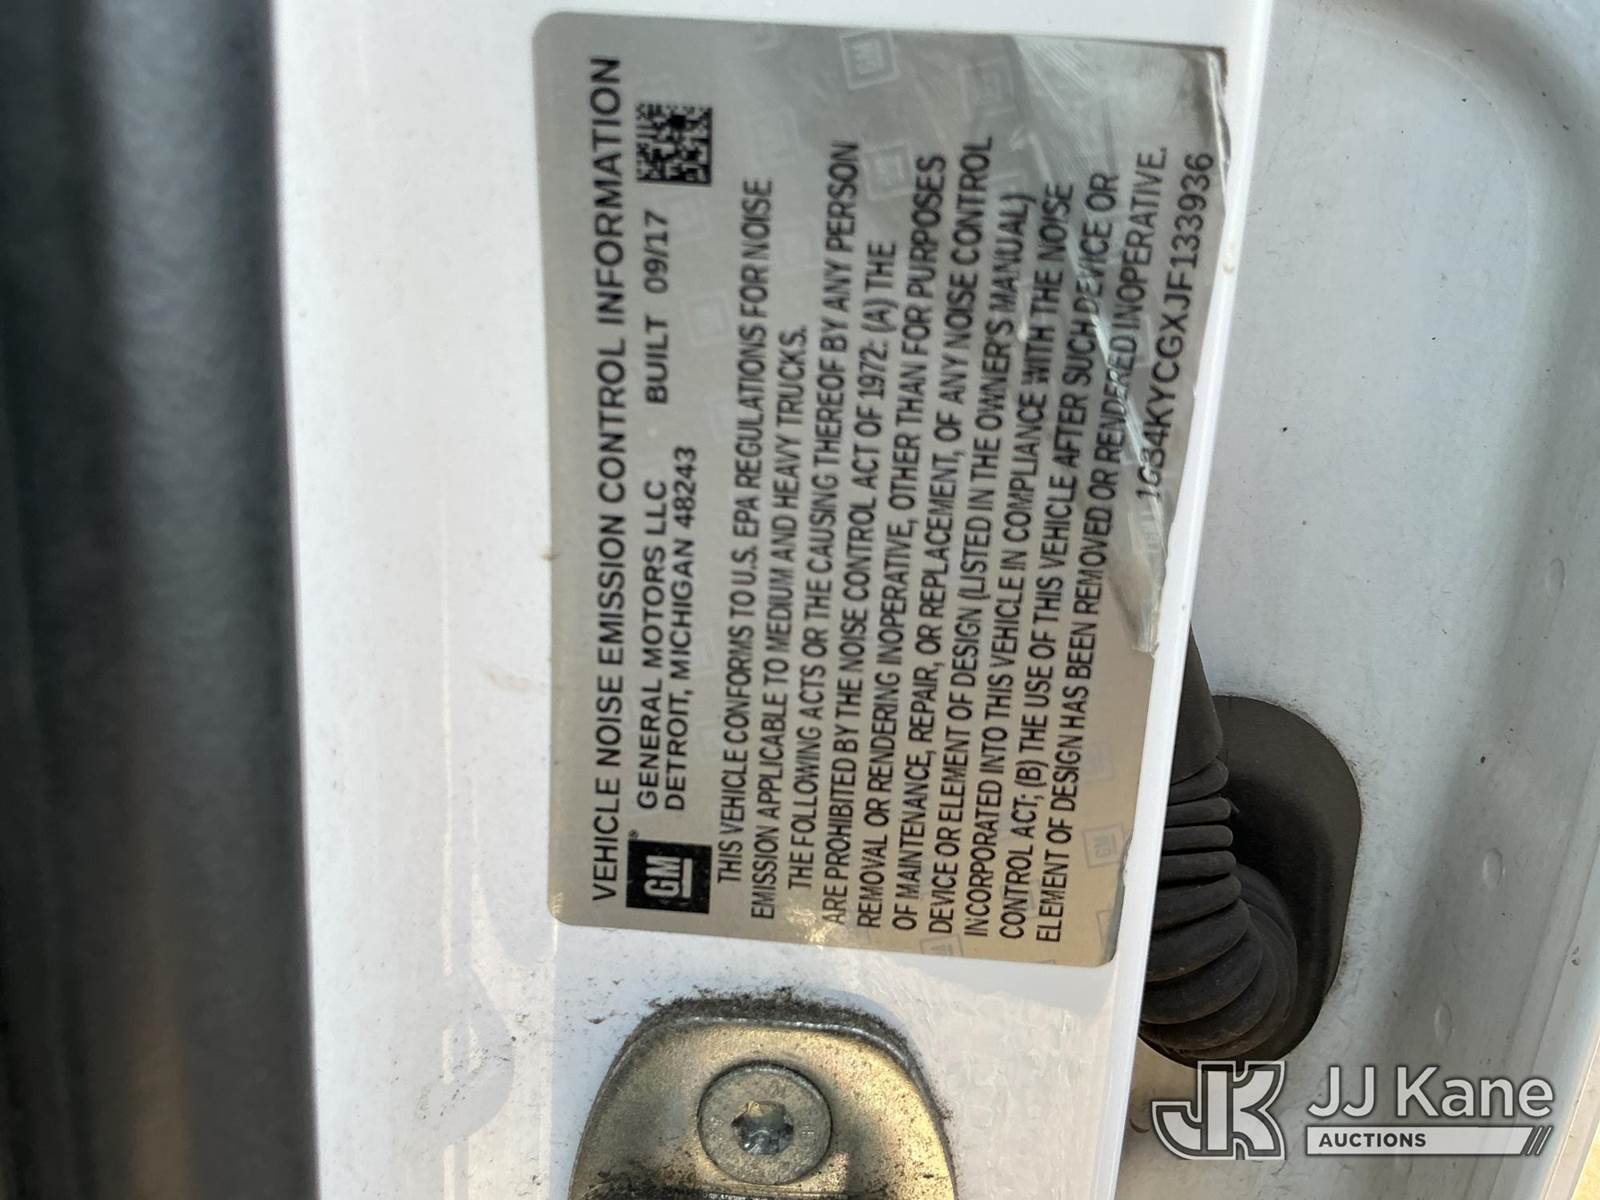 VEHICLE NOISE EMISSION CONTROL INFORMATION
GM®
GENERAL MOTORS LLC BUILT 09/17
DETROIT, MICHIGAN 48243
THIS VEHICLE CONFORMS TO U.S. EPA REGULATIONS FOR NOISE
EMISSION APPLICABLE TO MEDIUM AND HEAVY TRUCKS.
THE FOLLOWING ACTS OR THE CAUSING THEREOF BY ANY PERSON
ARE PROHIBITED BY THE NOISE CONTROL ACT OF 1972: (A) THE
REMOVAL OR RENDERING INOPERATIVE, OTHER THAN FOR PURPOSES
OF MAINTENANCE, REPAIR, OR REPLACEMENT, OF ANY NOISE CONTROL
DEVICE OR ELEMENT OF DESIGN (LISTED IN THE OWNER'S MANUAL)
INCORPORATED INTO THIS VEHICLE IN COMPLIANCE WITH THE NOISE
CONTROL ACT; (B) THE USE OF THIS VEHICLE AFTER SUCH DEVICE OR
ELEMENT OF DESIGN HAS BEEN REMOVED OR RENDERED INOPERATIVE.
1GB4KYCGXJF133936
JK JJ Kane
AUCTIONS